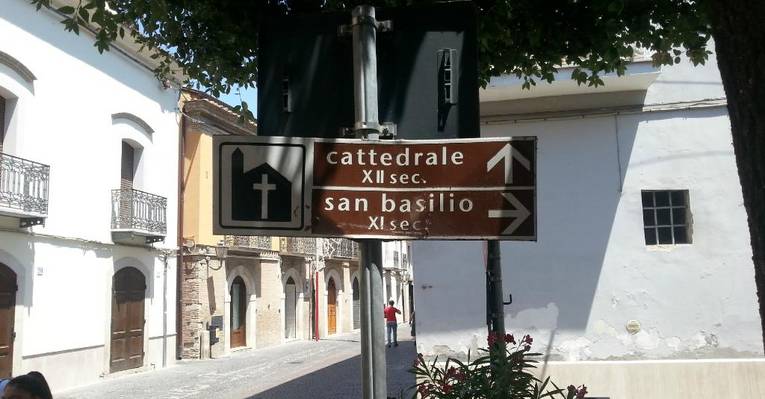 cattedrale
XII sec.
san basilio
XI sec.